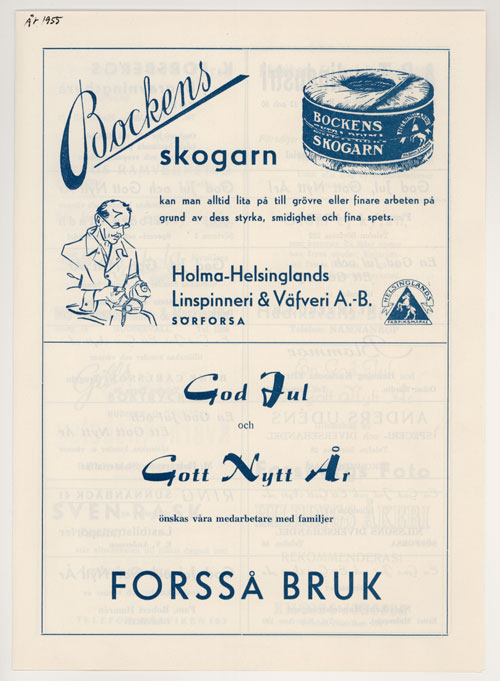 År 1955
Bockens
skogarn
BOCKENS
SKOGARN
kan man alltid lita på till grövre eller finare arbeten på
grund av dess styrka, smidighet och fina spets.
Holma-Helsinglands
Linspinneri & Väfveri A.-B.
SÖRFORSA
HELSINGLANDS
FABRIKSMÄRKE
God Jul
och
Gott Nytt År
önskas våra medarbetare med familjer
FORSSÅ BRUK